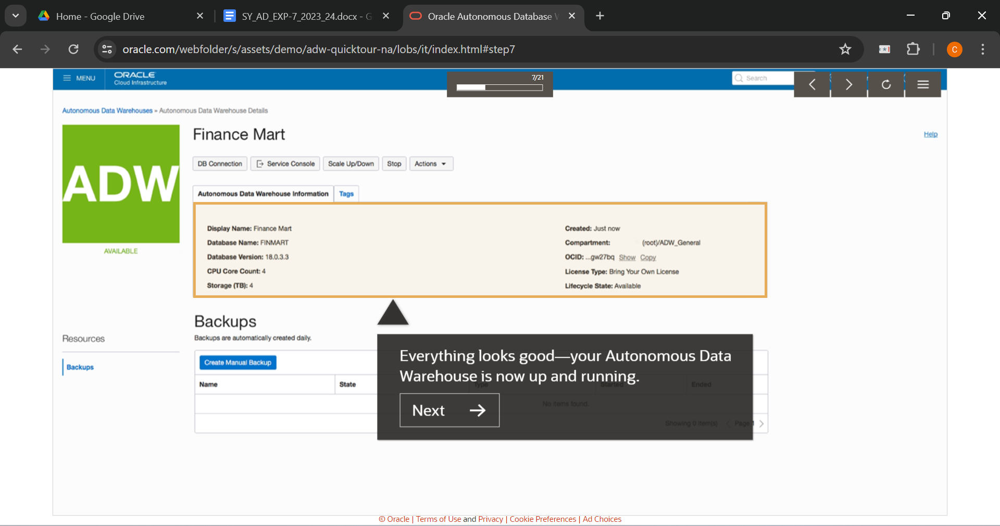 Home - Google Drive
SY_AD_EXP-7_2023_24.docx - G
Oracle Autonomous Database
oracle.com/webfolder/s/assets/demo/adw-quicktour-na/lobs/it/index.html#step7
C
MENU
ORACLE
Cloud Infrastructure
7/21
Search
Autonomous Data Warehouses » Autonomous Data Warehouse Details
ADW
AVAILABLE
Finance Mart
Help
DB Connection
Service Console
Scale Up/Down
Stop
Actions
Autonomous Data Warehouse Information
Tags
Display Name: Finance Mart
Database Name: FINMART
Database Version: 18.0.3.3
CPU Core Count: 4
Storage (TB): 4
Created: Just now
Compartment: (root)/ADW_General
OCID: ...gw27bq Show Copy
License Type: Bring Your Own License
Lifecycle State: Available
Resources
Backups
Backups
Backups are automatically created daily.
Create Manual Backup
Name State Type Started Ended
No items found.
Showing 0 item(s) Page 1
Everything looks good—your Autonomous Data
Warehouse is now up and running.
Next
© Oracle | Terms of Use and Privacy | Cookie Preferences | Ad Choices